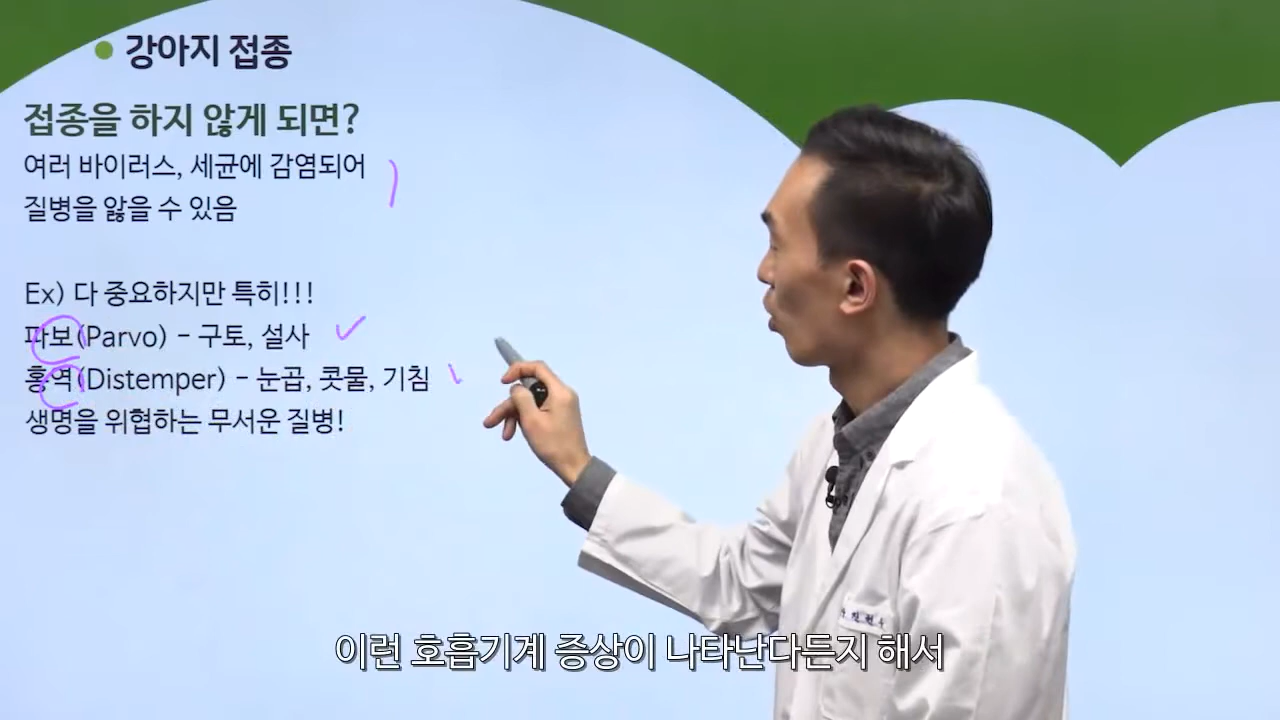 강아지 접종
접종을 하지 않게 되면?
여러 바이러스, 세균에 감염되어
질병을 앓을 수 있음
Ex) 다 중요하지만 특히!!!
파보(Parvo) - 구토, 설사
홍역(Distemper) - 눈곱, 콧물, 기침
생명을 위협하는 무서운 질병!
이런 호흡기계 증상이 나타난다든지 해서